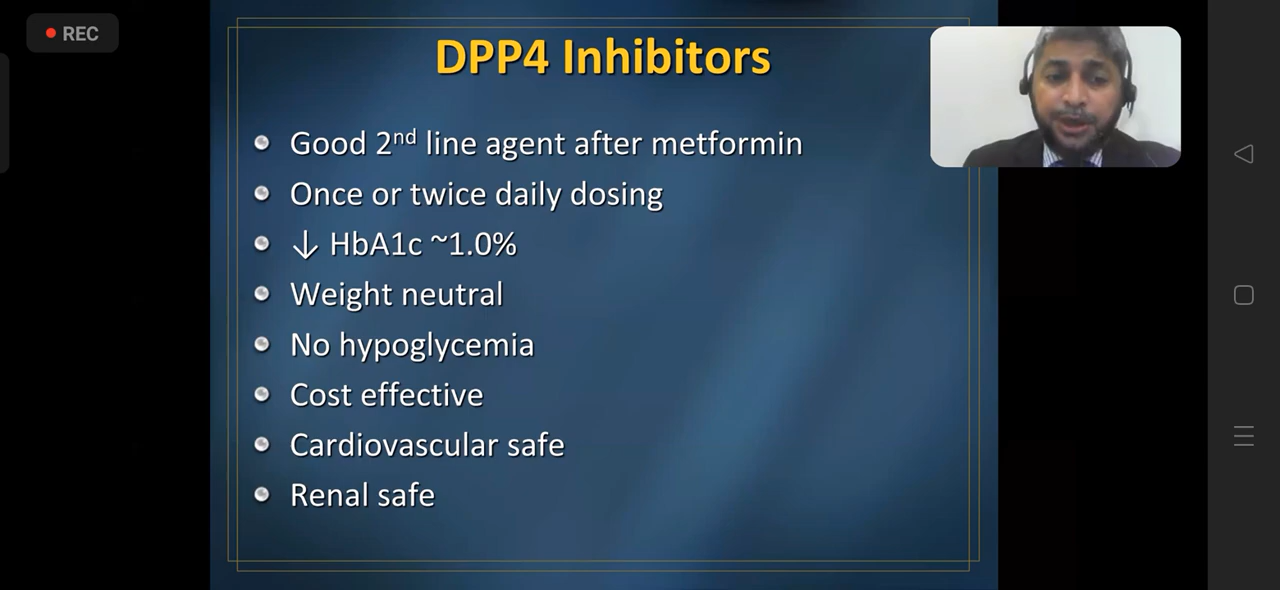 REC
DPP4 Inhibitors
Good 2nd line agent after metformin
Once or twice daily dosing
↓ HbA1c ~1.0%
Weight neutral
No hypoglycemia
Cost effective
Cardiovascular safe
Renal safe